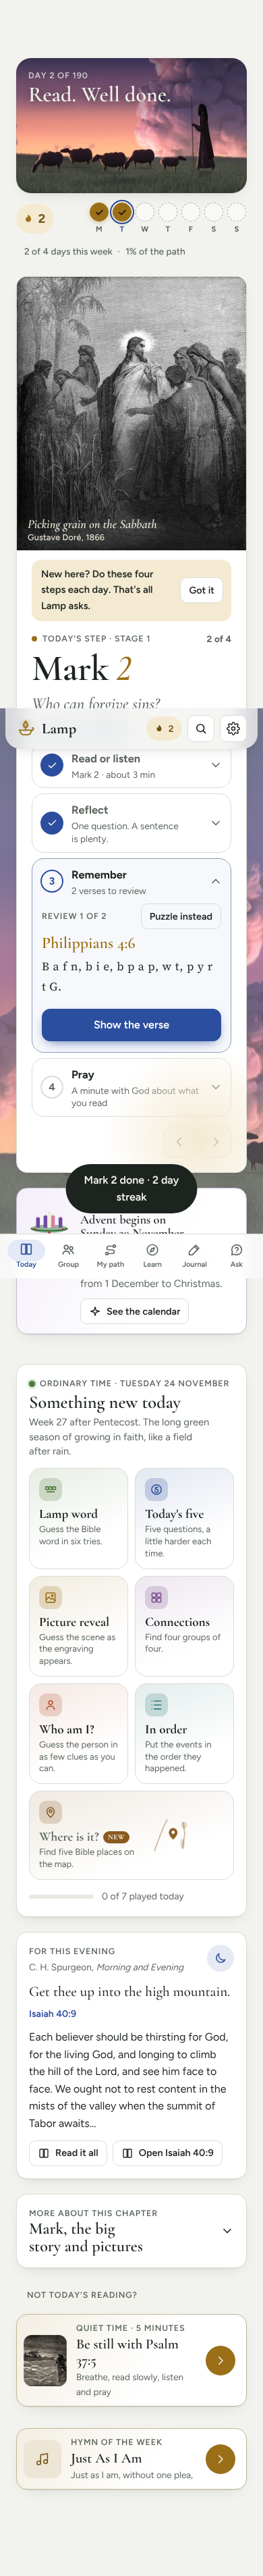 DAY 2 OF 190
Read. Well done.
2
M T W T F S S
2 of 4 days this week · 1% of the path
Picking grain on the Sabbath
Gustave Doré, 1866
New here? Do these four
steps each day. That's all
Lamp asks.
Got it
TODAY'S STEP · STAGE 1
2 of 4
Mark 2
Who can forgive sins?
Lamp
2
Read or listen
Mark 2 · about 3 min
Reflect
One question. A sentence
is plenty.
3
Remember
2 verses to review
REVIEW 1 OF 2
Puzzle instead
Philippians 4:6
B a f n, b i e, b p a p, w t, p y r
t G.
Show the verse
4
Pray
A minute with God about what
you read
Mark 2 done · 2 day
streak
Advent begins on
Sunday 29 November
Today
Group
My path
Learn
Journal
Ask
from 1 December to Christmas.
See the calendar
ORDINARY TIME · TUESDAY 24 NOVEMBER
Something new today
Week 27 after Pentecost. The long green
season of growing in faith, like a field
after rain.
Lamp word
Guess the Bible
word in six tries.
Today's five
Five questions, a
little harder each
time.
Picture reveal
Guess the scene as
the engraving
appears.
Connections
Find four groups of
four.
Who am I?
Guess the person in
as few clues as you
can.
In order
Put the events in
the order they
happened.
Where is it? NEW
Find five Bible places on
the map.
0 of 7 played today
FOR THIS EVENING
C. H. Spurgeon, Morning and Evening
Get thee up into the high mountain.
Isaiah 40:9
Each believer should be thirsting for God,
for the living God, and longing to climb
the hill of the Lord, and see him face to
face. We ought not to rest content in the
mists of the valley when the summit of
Tabor awaits…
Read it all
Open Isaiah 40:9
MORE ABOUT THIS CHAPTER
Mark, the big
story and pictures
NOT TODAY'S READING?
QUIET TIME · 5 MINUTES
Be still with Psalm
37:5
Breathe, read slowly, listen
and pray
HYMN OF THE WEEK
Just As I Am
Just as I am, without one plea,